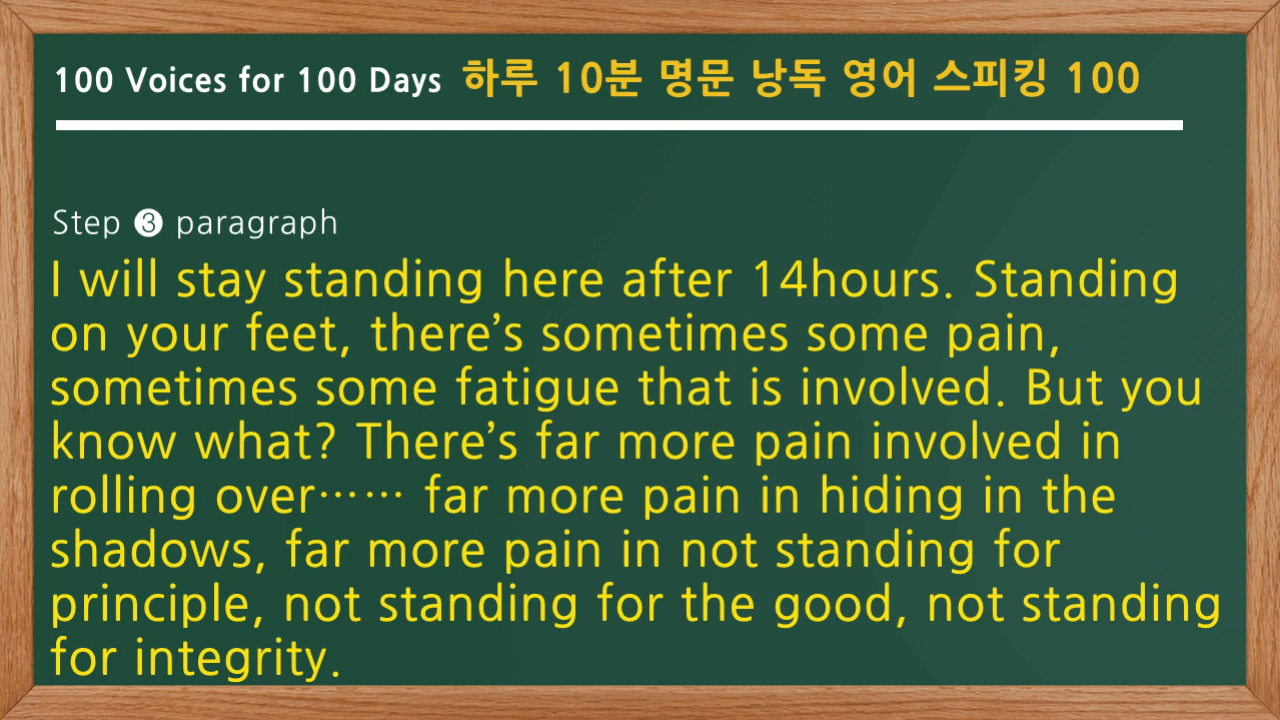 100 Voices for 100 Days 하루 10분 명문 낭독 영어 스피킹 100
Step ❸ paragraph
I will stay standing here after 14hours. Standing
on your feet, there’s sometimes some pain,
sometimes some fatigue that is involved. But you
know what? There’s far more pain involved in
rolling over⋯⋯ far more pain in hiding in the
shadows, far more pain in not standing for
principle, not standing for the good, not standing
for integrity.